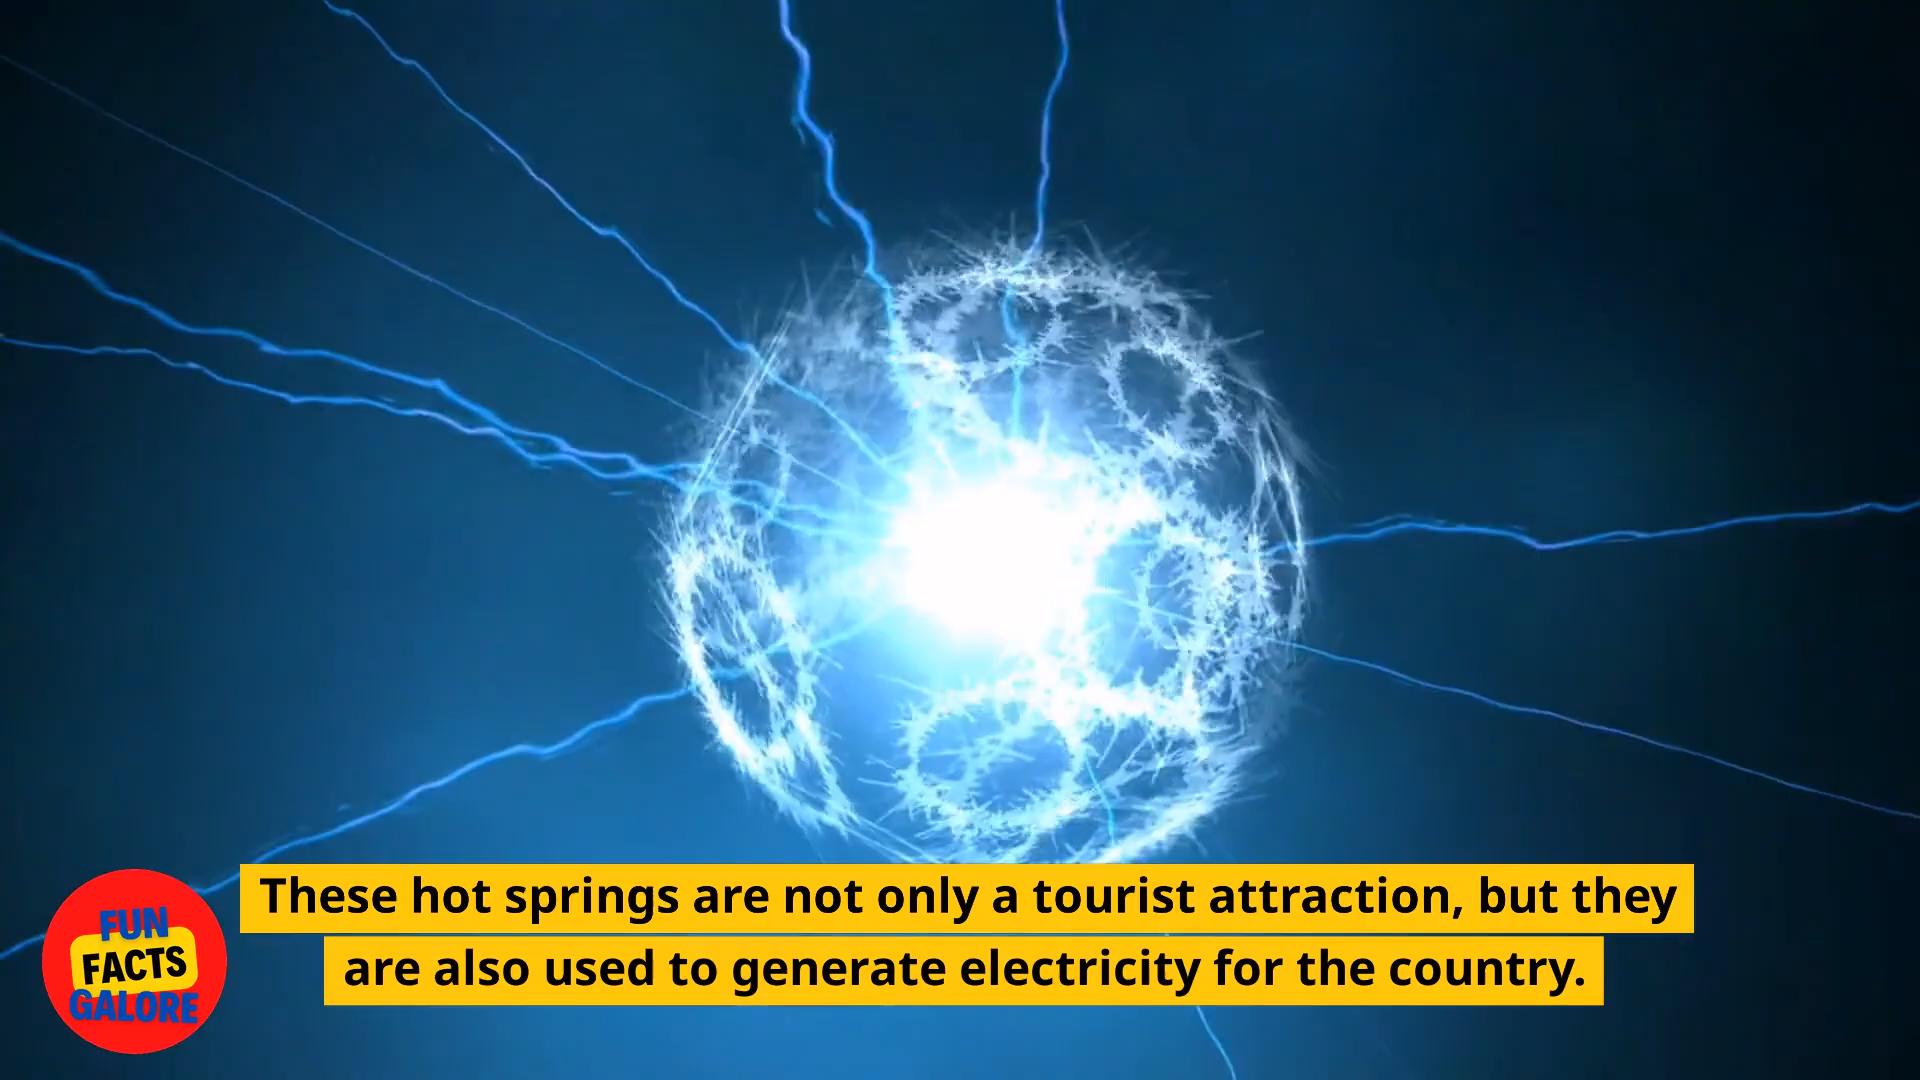 These hot springs are not only a tourist attraction, but they
are also used to generate electricity for the country.
FUN
FACTS
GALORE